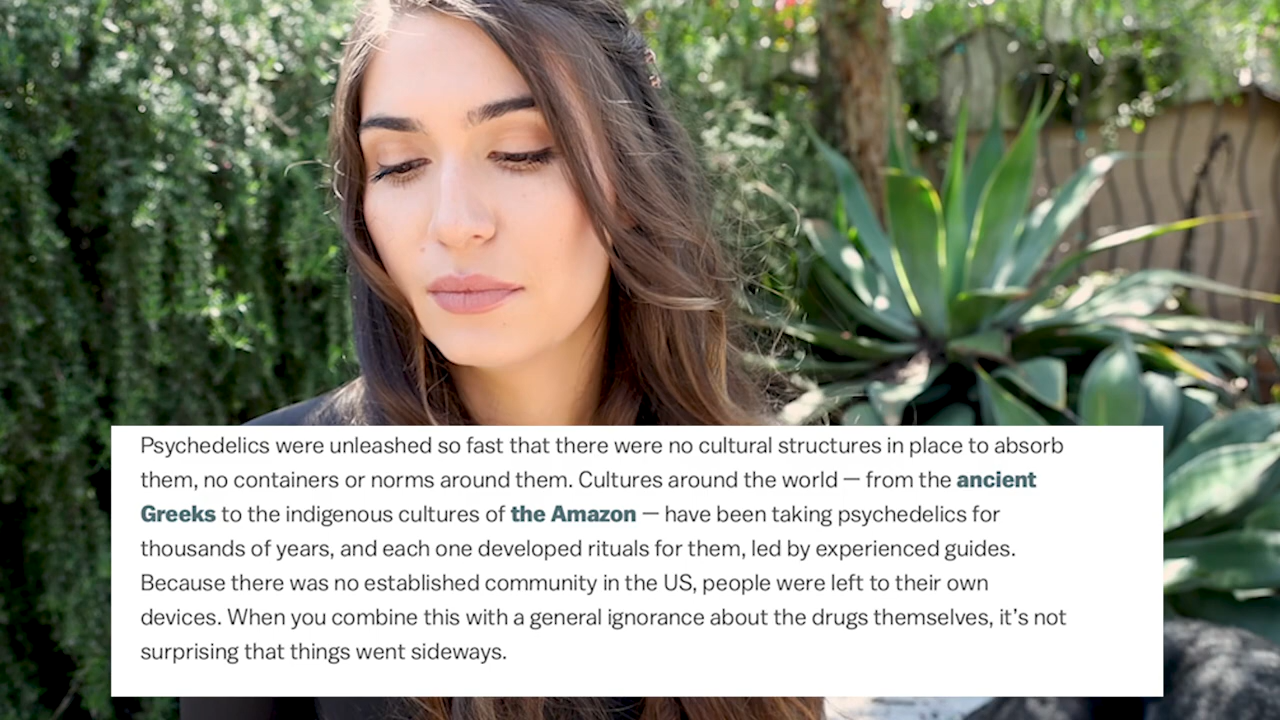 Psychedelics were unleashed so fast that there were no cultural structures in place to absorb
them, no containers or norms around them. Cultures around the world — from the ancient
Greeks to the indigenous cultures of the Amazon — have been taking psychedelics for
thousands of years, and each one developed rituals for them, led by experienced guides.
Because there was no established community in the US, people were left to their own
devices. When you combine this with a general ignorance about the drugs themselves, it’s not
surprising that things went sideways.